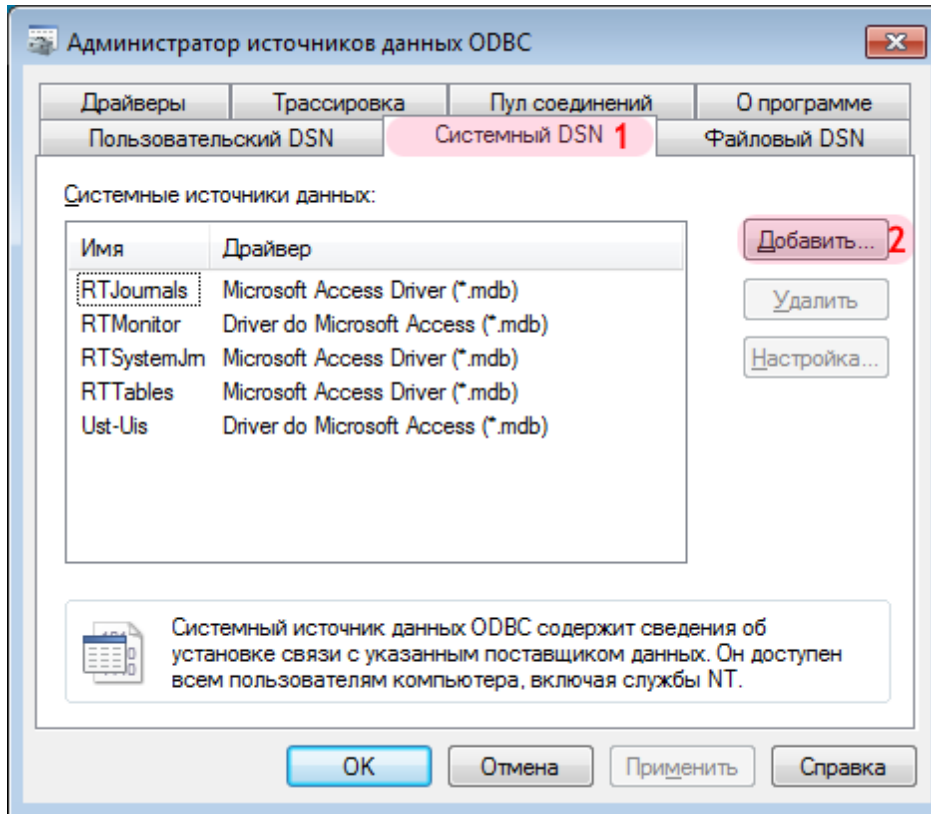 Администратор источников данных ODBC
Драйверы Трассировка Пул соединений О программе
Пользовательский DSN Системный DSN 1 Файловый DSN
Системные источники данных:
Имя Драйвер
RTJournals Microsoft Access Driver (*.mdb)
RTMonitor Driver do Microsoft Access (*.mdb)
RTSystemJrn Microsoft Access Driver (*.mdb)
RTTables Microsoft Access Driver (*.mdb)
Ust-Uis Driver do Microsoft Access (*.mdb)
Добавить... 2
Удалить
Настройка...
Системный источник данных ODBC содержит сведения об
установке связи с указанным поставщиком данных. Он доступен
всем пользователям компьютера, включая службы NT.
OK Отмена Применить Справка